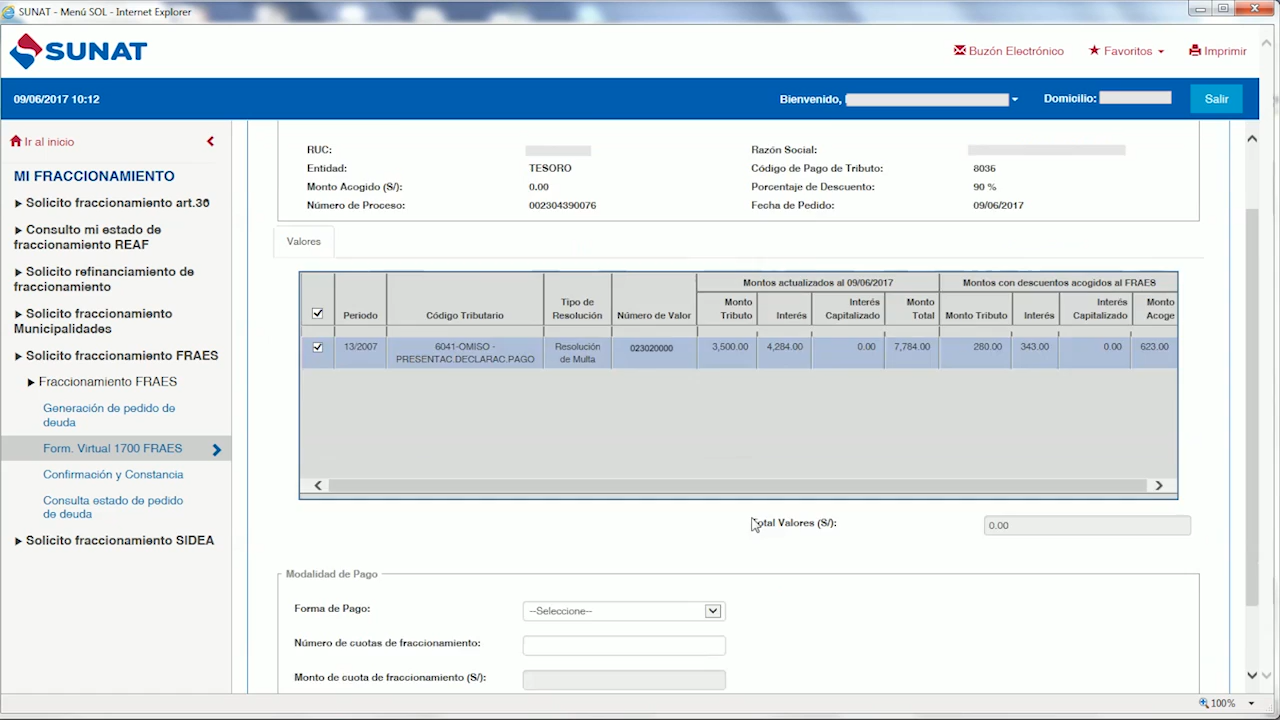 SUNAT - Menú SOL - Internet Explorer
SUNAT
Buzón Electrónico
Favoritos
Imprimir
09/06/2017 10:12
Bienvenido,
Domicilio:
Salir
Ir al inicio
MI FRACCIONAMIENTO
Solicito fraccionamiento art.36
Consulto mi estado de
fraccionamiento REAF
Solicito refinanciamiento de
fraccionamiento
Solicito fraccionamiento
Municipalidades
Solicito fraccionamiento FRAES
Fraccionamiento FRAES
Generación de pedido de
deuda
Form. Virtual 1700 FRAES
Confirmación y Constancia
Consulta estado de pedido
de deuda
Solicito fraccionamiento SIDEA
RUC:
Razón Social:
Entidad: TESORO
Código de Pago de Tributo: 8036
Monto Acogido (S/): 0.00
Porcentaje de Descuento: 90 %
Número de Proceso: 002304390076
Fecha de Pedido: 09/06/2017
Valores
Montos actualizados al 09/06/2017
Montos con descuentos acogidos al FRAES
Periodo
Código Tributario
Tipo de
Resolución
Número de Valor
Monto
Tributo
Interés
Interés
Capitalizado
Monto
Total
Monto Tributo
Interés
Interés
Capitalizado
Monto
Acoge
13/2007
6041-OMISO -
PRESENTAC.DECLARAC.PAGO
Resolución
de Multa
023020000
3,500.00
4,284.00
0.00
7,784.00
280.00
343.00
0.00
623.00
Total Valores (S/):
0.00
Modalidad de Pago
Forma de Pago:
--Seleccione--
Número de cuotas de fraccionamiento:
Monto de cuota de fraccionamiento (S/):
100%